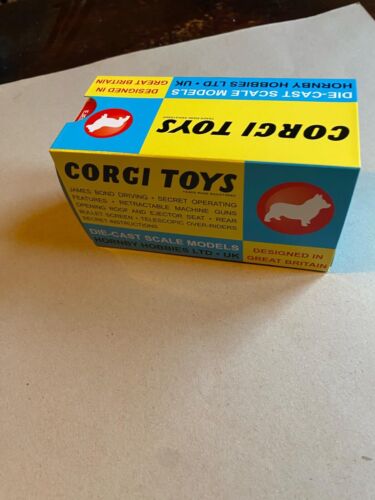 DIE-CAST SCALE MODELS
HORNBY HOBBIES LTD • UK
DESIGNED IN
GREAT BRITAIN
CORGI TOYS
CORGI TOYS
JAMES BOND DRIVING • SECRET OPERATING
FEATURES • RETRACTABLE MACHINE GUNS
OPENING ROOF AND EJECTOR SEAT • REAR
BULLET SCREEN • TELESCOPIC OVER-RIDERS
SECRET INSTRUCTIONS
DIE-CAST SCALE MODELS
HORNBY HOBBIES LTD • UK
DESIGNED IN
GREAT BRITAIN